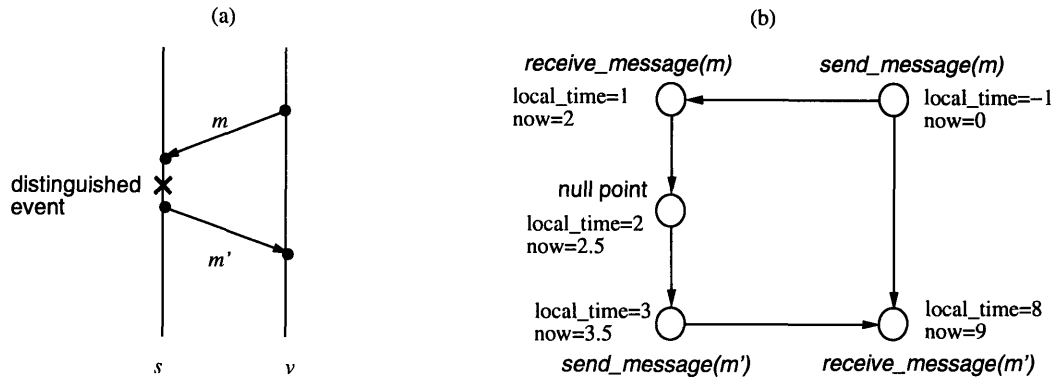 (a)
m
distinguished
event
m'
s
v
(b)
receive_message(m)
send_message(m)
local_time=1
now=2
local_time=−1
now=0
null point
local_time=2
now=2.5
local_time=3
now=3.5
local_time=8
now=9
send_message(m')
receive_message(m')